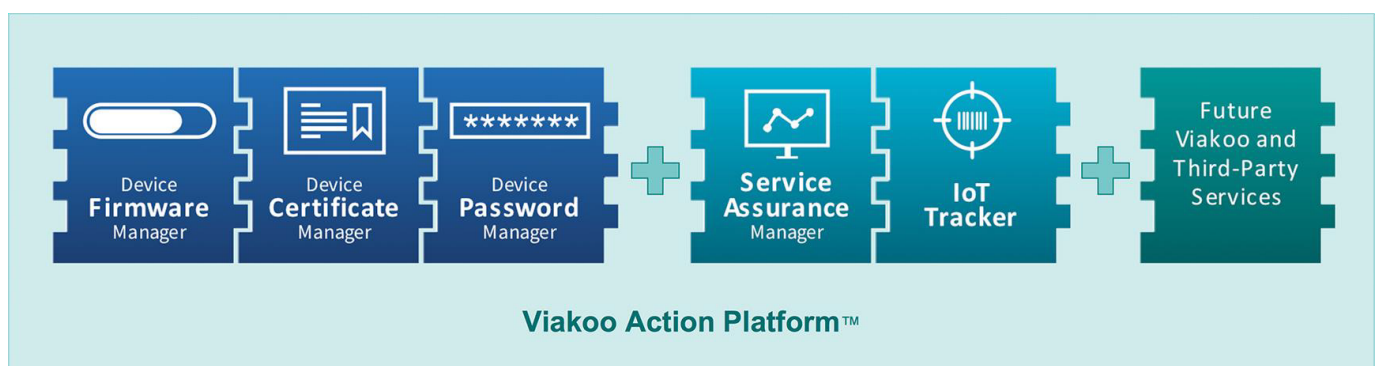 Device
Firmware
Manager
Device
Certificate
Manager
*******
Device
Password
Manager
Service
Assurance
Manager
IoT
Tracker
Future
Viakoo and
Third-Party
Services
Viakoo Action Platform™